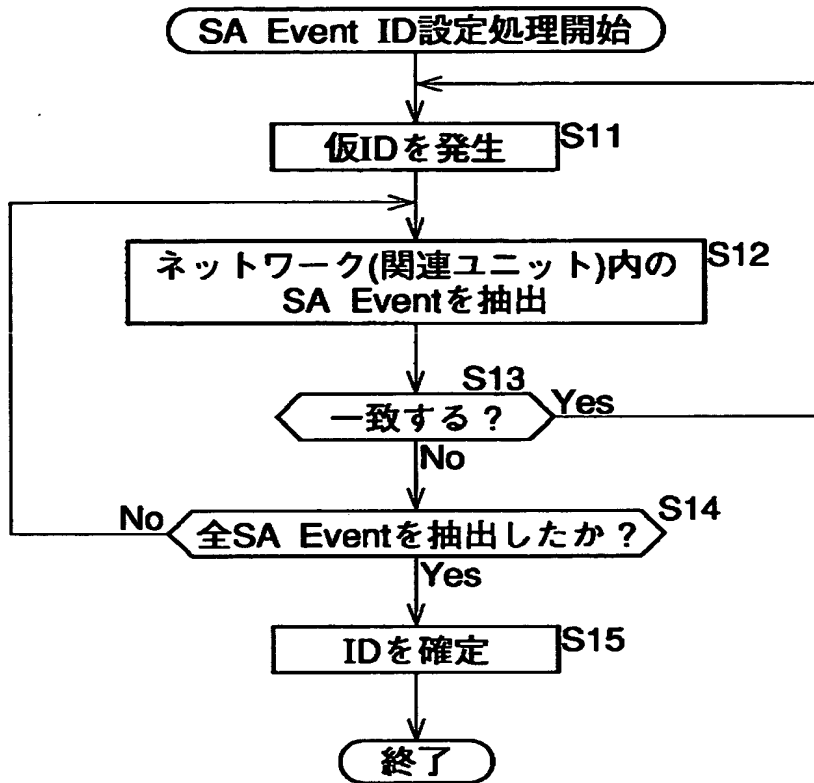 SA Event ID設定処理開始
仮IDを発生
S11
ネットワーク(関連ユニット)内の
SA Eventを抽出
S12
S13
一致する?
Yes
No
No
全SA Eventを抽出したか?
S14
Yes
IDを確定
S15
終了